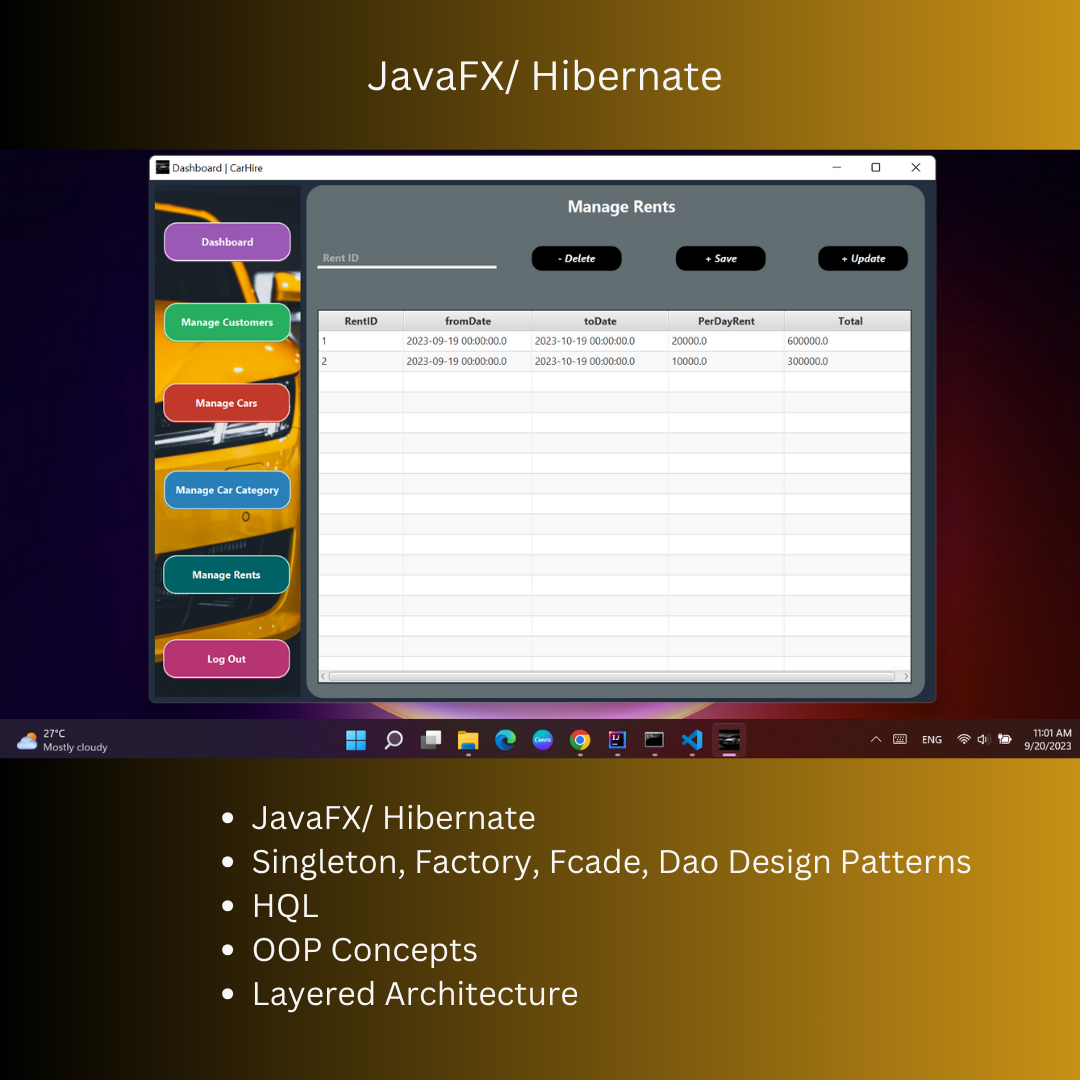 JavaFX/ Hibernate
Dashboard | CarHire
Manage Rents
Dashboard
Rent ID
- Delete
+ Save
+ Update
Manage Customers
RentID fromDate toDate PerDayRent Total
1 2023-09-19 00:00:00.0 2023-10-19 00:00:00.0 20000.0 600000.0
2 2023-09-19 00:00:00.0 2023-10-19 00:00:00.0 10000.0 300000.0
Manage Cars
Manage Car Category
Manage Rents
Log Out
27°C
Mostly cloudy
Canva
IJ
ENG
11:01 AM
9/20/2023
• JavaFX/ Hibernate
• Singleton, Factory, Fcade, Dao Design Patterns
• HQL
• OOP Concepts
• Layered Architecture